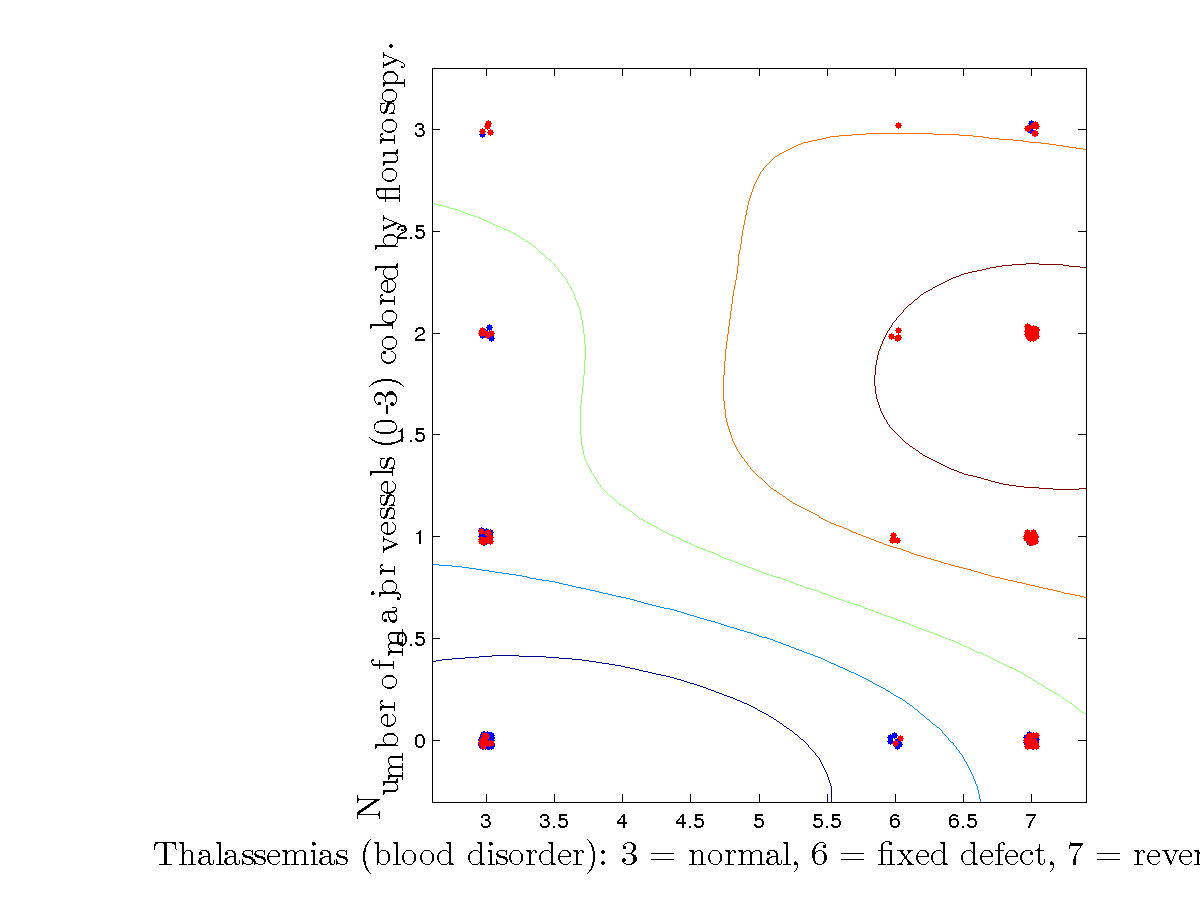 Number of major vessels (0-3) colored by flourosopy.
3
2.5
2
1.5
1
0.5
0
3 3.5 4 4.5 5 5.5 6 6.5 7
Thalassemias (blood disorder): 3 = normal, 6 = fixed defect, 7 = rever